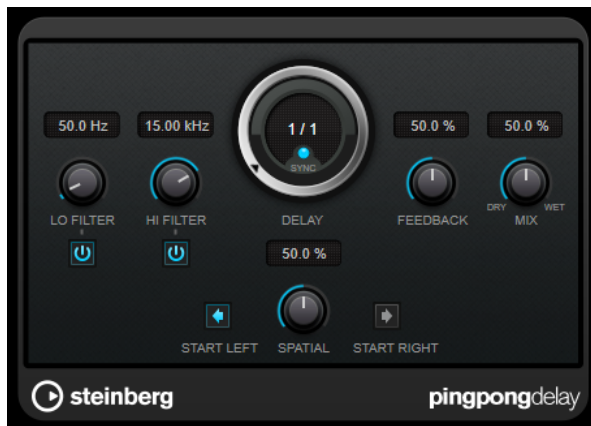 50.0 Hz 15.00 kHz 1 / 1 50.0 % 50.0 %
SYNC
DRY WET
LO FILTER HI FILTER DELAY FEEDBACK MIX
50.0 %
START LEFT SPATIAL START RIGHT
steinberg pingpongdelay